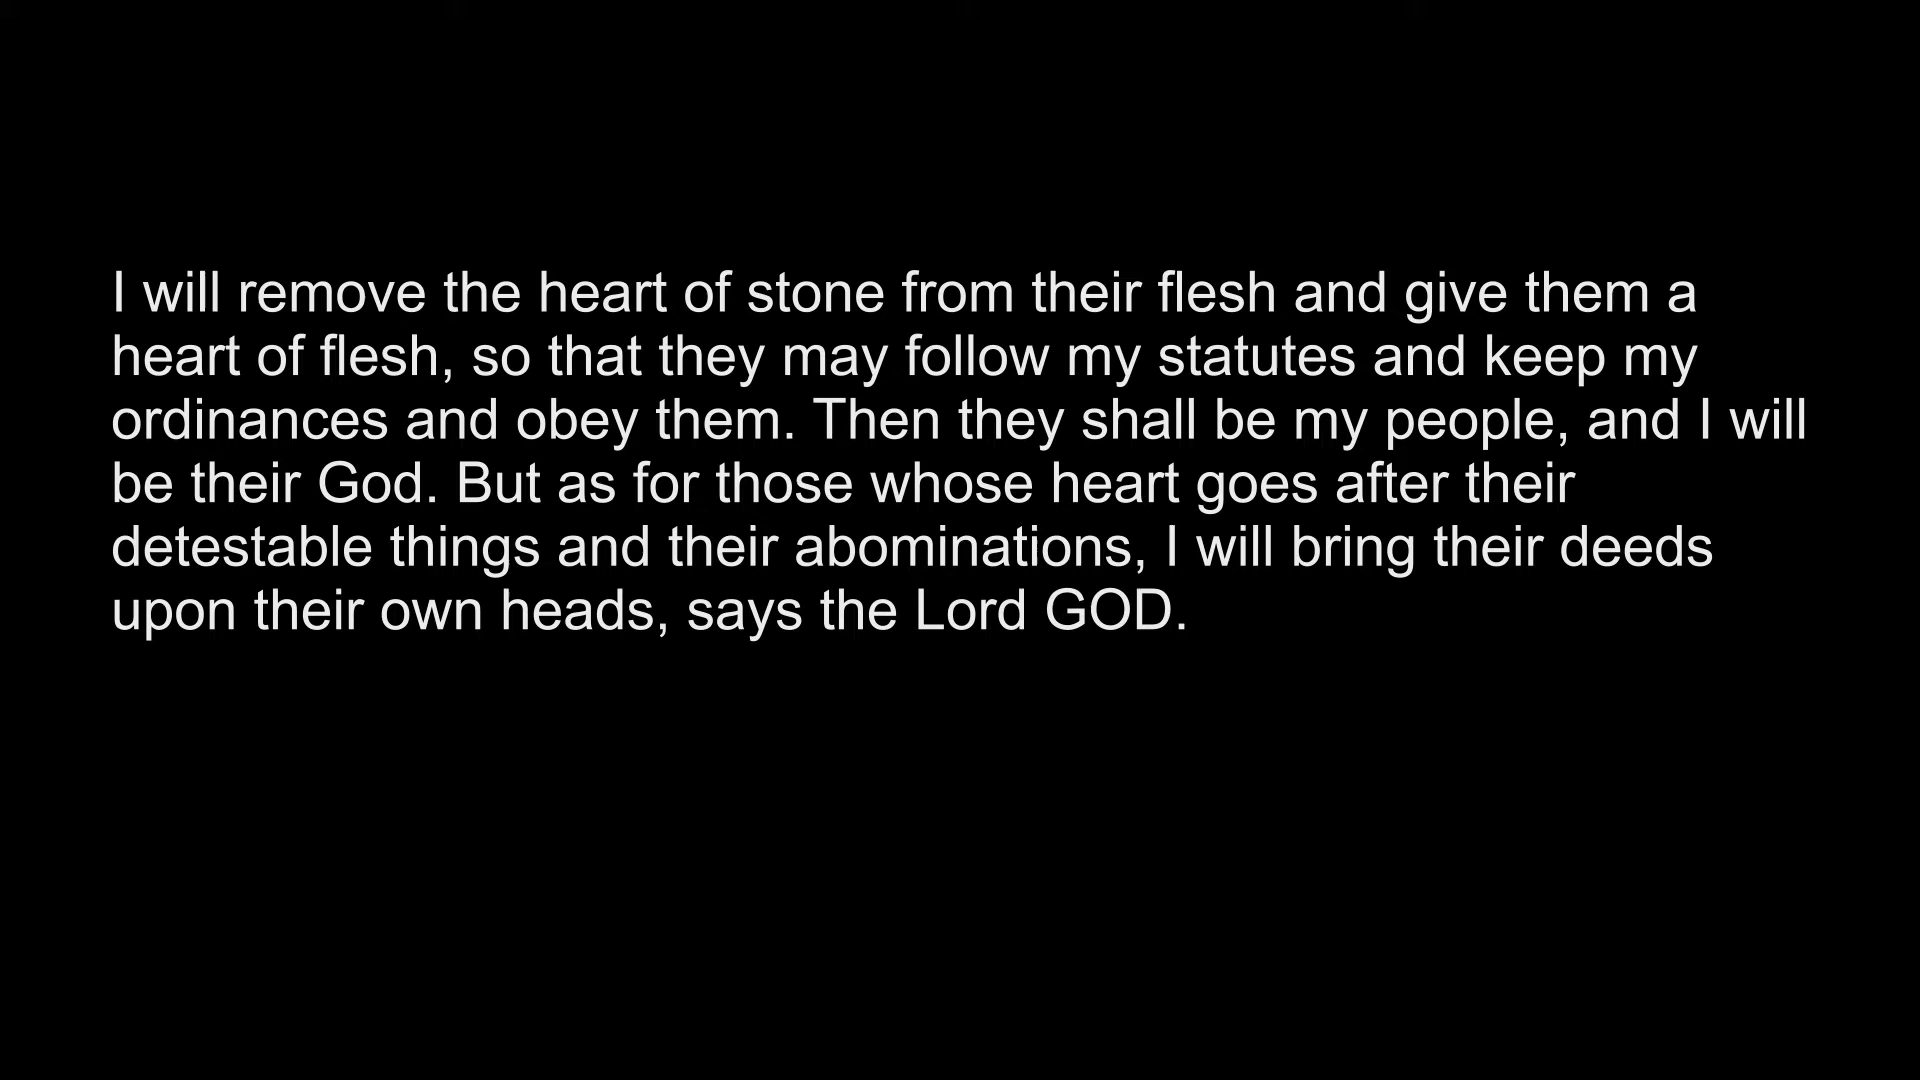 I will remove the heart of stone from their flesh and give them a
heart of flesh, so that they may follow my statutes and keep my
ordinances and obey them. Then they shall be my people, and I will
be their God. But as for those whose heart goes after their
detestable things and their abominations, I will bring their deeds
upon their own heads, says the Lord GOD.